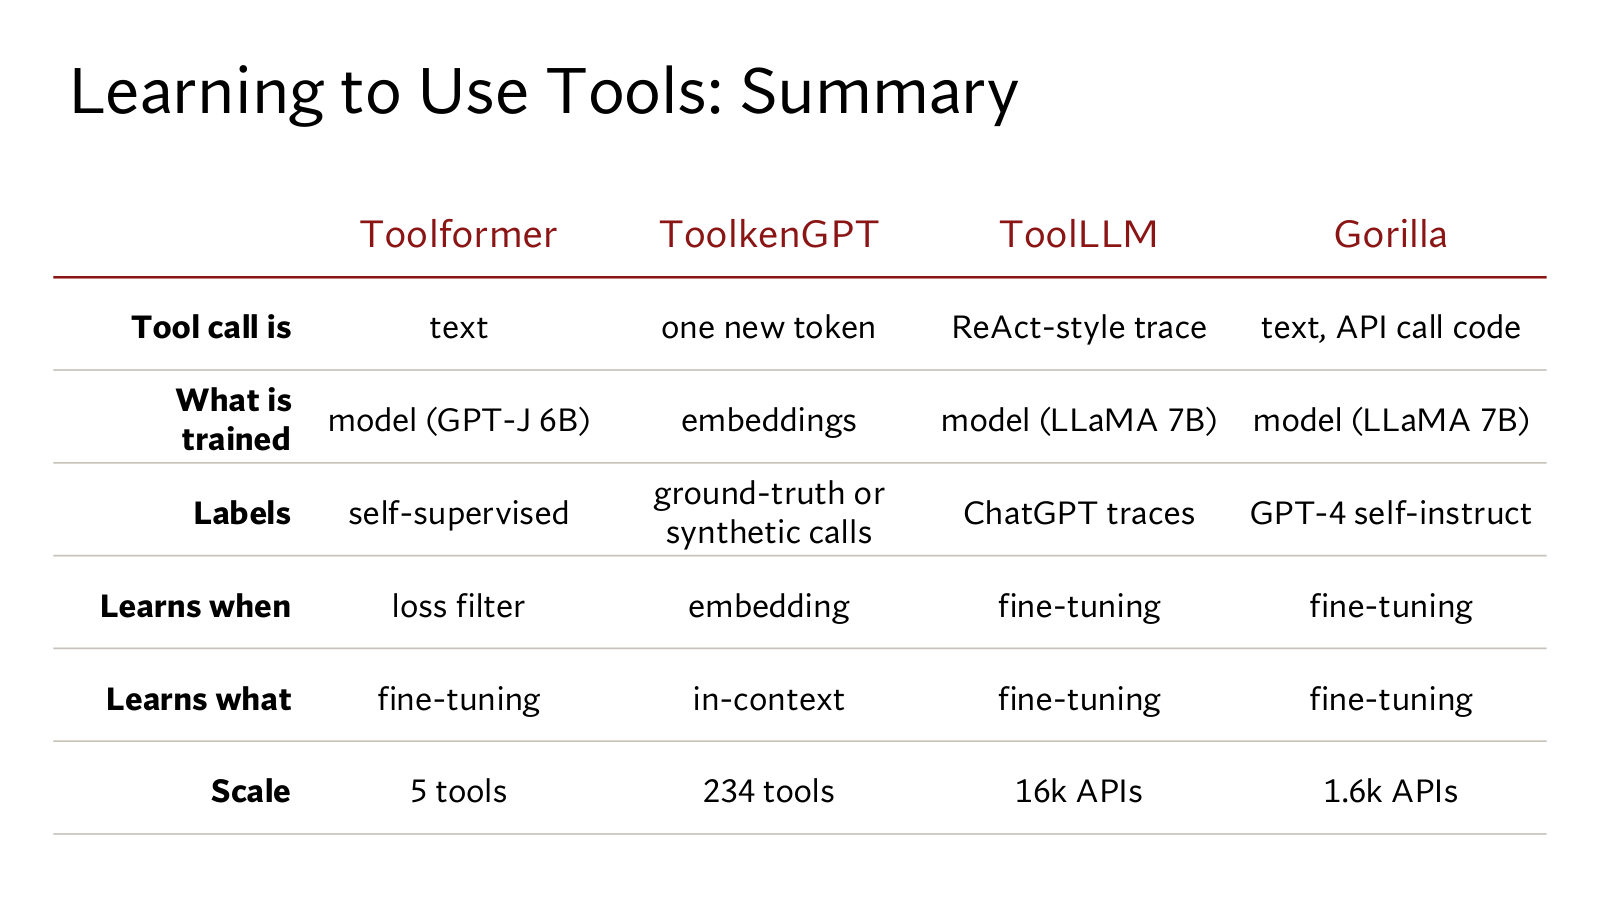 Learning to Use Tools: Summary
Toolformer ToolkenGPT ToolLLM Gorilla
Tool call is text one new token ReAct-style trace text, API call code
What is
trained model (GPT-J 6B) embeddings model (LLaMA 7B) model (LLaMA 7B)
Labels self-supervised ground-truth or
synthetic calls ChatGPT traces GPT-4 self-instruct
Learns when loss filter embedding fine-tuning fine-tuning
Learns what fine-tuning in-context fine-tuning fine-tuning
Scale 5 tools 234 tools 16k APIs 1.6k APIs